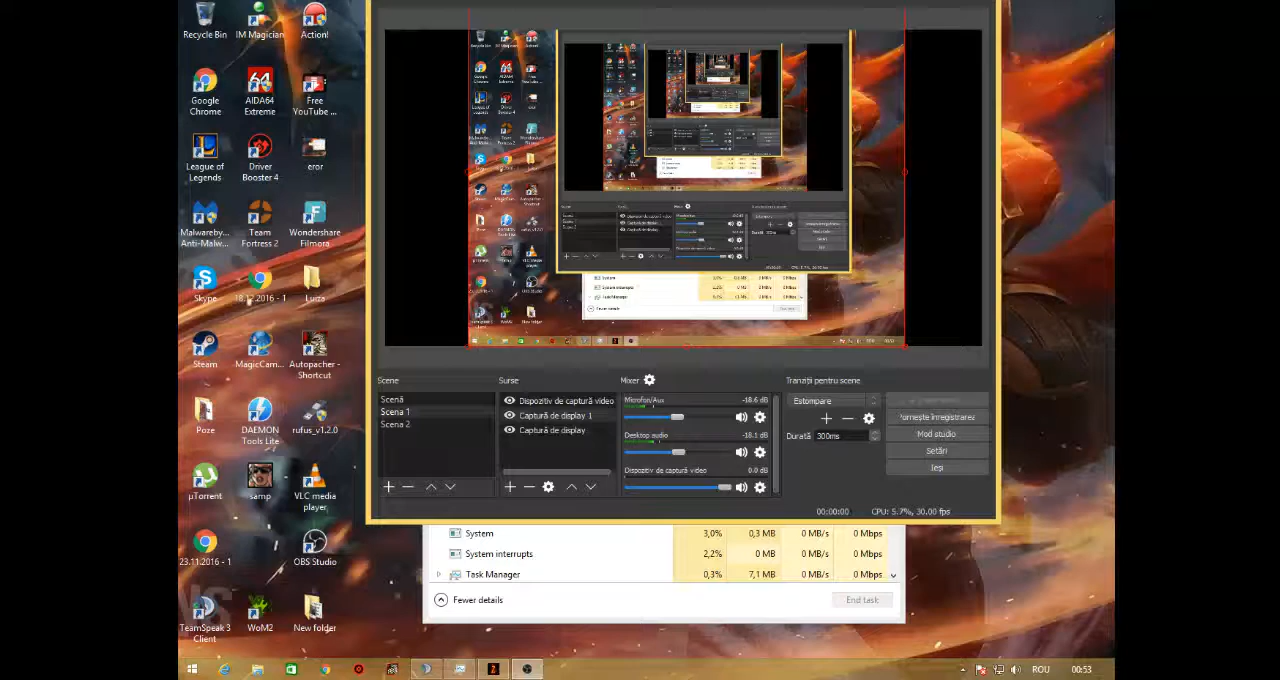 Recycle Bin
IM Magician
Action!
Google Chrome
AIDA64 Extreme
Free YouTube ...
League of Legends
Driver Booster 4
eror
Malwareby... Anti-Malw...
Team Fortress 2
Wondershare Filmora
Skype
18.12.2016 - 1
Luiza
Steam
MagicCam...
Autopacher - Shortcut
Poze
DAEMON Tools Lite
rufus_v1.2.0
µTorrent
samp
VLC media player
23.11.2016 - 1
OBS Studio
TeamSpeak 3 Client
WoM2
New folder
Scene
Scenă
Scena 1
Scena 2
Surse
Dispozitiv de captură video
Captură de display 1
Captură de display
Mixer
Microfon/Aux
-18.6 dB
Desktop audio
-18.1 dB
Dispozitiv de captură video
0.0 dB
Tranziții pentru scene
Estompare
Durată
300ms
Pornește înregistrarea
Mod studio
Setări
Ieși
00:00:00
CPU: 5.7%, 30.00 fps
System 3,0% 0,3 MB 0 MB/s 0 Mbps
System interrupts 2,2% 0 MB 0 MB/s 0 Mbps
Task Manager 0,3% 7,1 MB 0 MB/s 0 Mbps
Fewer details
End task
ROU
00:53